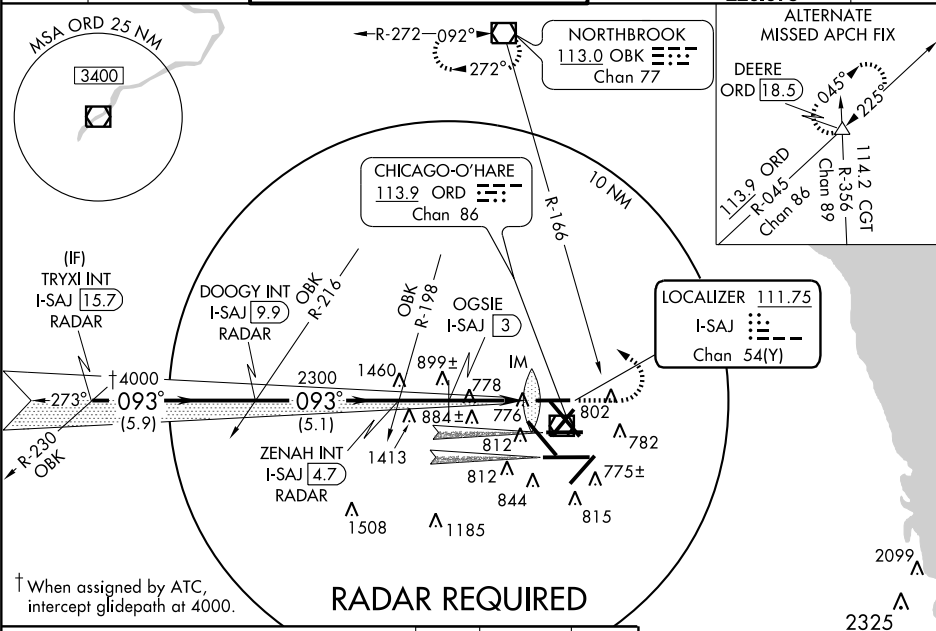 MSA ORD 25 NM
3400
R-272
092°
272°
NORTHBROOK
113.0 OBK
Chan 77
ALTERNATE
MISSED APCH FIX
DEERE
ORD 18.5
045°
225°
113.9 ORD
R-045
Chan 86
114.2 CGT
R-356
Chan 89
CHICAGO-O'HARE
113.9 ORD
Chan 86
10 NM
R-166
(IF)
TRYXI INT
I-SAJ 15.7
RADAR
DOOGY INT
I-SAJ 9.9
RADAR
OBK
R-216
OBK
R-198
OGSIE
I-SAJ 3
LOCALIZER 111.75
I-SAJ
Chan 54(Y)
IM
†4000
2300
1460
899±
778
273°
093°
093°
884±
776
802
(5.9)
(5.1)
R-230
OBK
ZENAH INT
I-SAJ 4.7
RADAR
1413
812
782
812
844
775±
815
1508
1185
2099
2325
† When assigned by ATC,
intercept glidepath at 4000.
RADAR REQUIRED